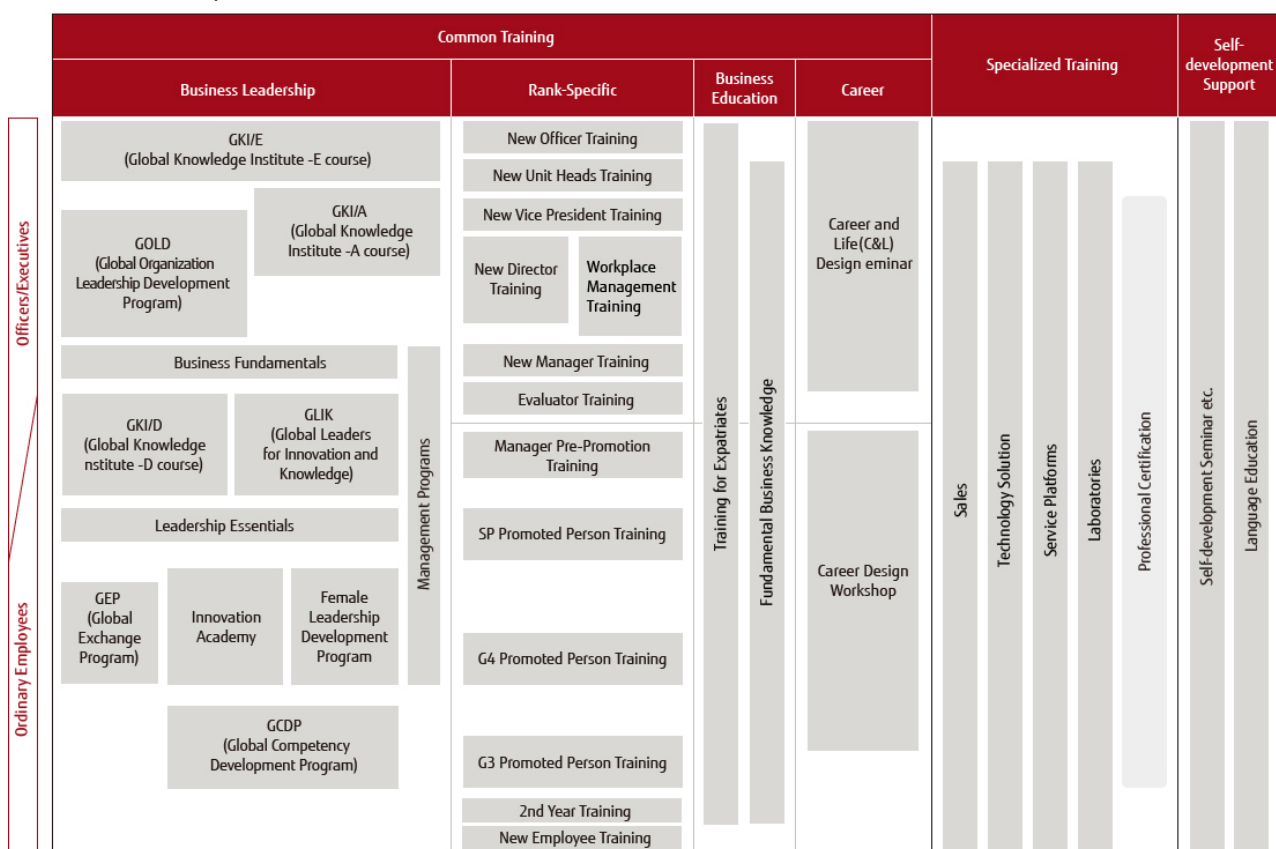 Common Training
Specialized Training
Self-
development
Support
Business Leadership
Rank-Specific
Business
Education
Career
Officers/Executives
Ordinary Employees
GKI/E
(Global Knowledge Institute -E course)
GKI/A
(Global Knowledge
Institute -A course)
GOLD
(Global Organization
Leadership Development
Program)
Business Fundamentals
GKI/D
(Global Knowledge
nstitute -D course)
GLIK
(Global Leaders
for Innovation and
Knowledge)
Leadership Essentials
GEP
(Global
Exchange
Program)
Innovation
Academy
Female
Leadership
Development
Program
Management Programs
GCDP
(Global Competency
Development Program)
New Officer Training
New Unit Heads Training
New Vice President Training
New Director
Training
Workplace
Management
Training
New Manager Training
Evaluator Training
Manager Pre-Promotion
Training
SP Promoted Person Training
G4 Promoted Person Training
G3 Promoted Person Training
2nd Year Training
New Employee Training
Training for Expatriates
Fundamental Business Knowledge
Career and
Life(C&L)
Design eminar
Career Design
Workshop
Sales
Technology Solution
Service Platforms
Laboratories
Professional Certification
Self-development Seminar etc.
Language Education